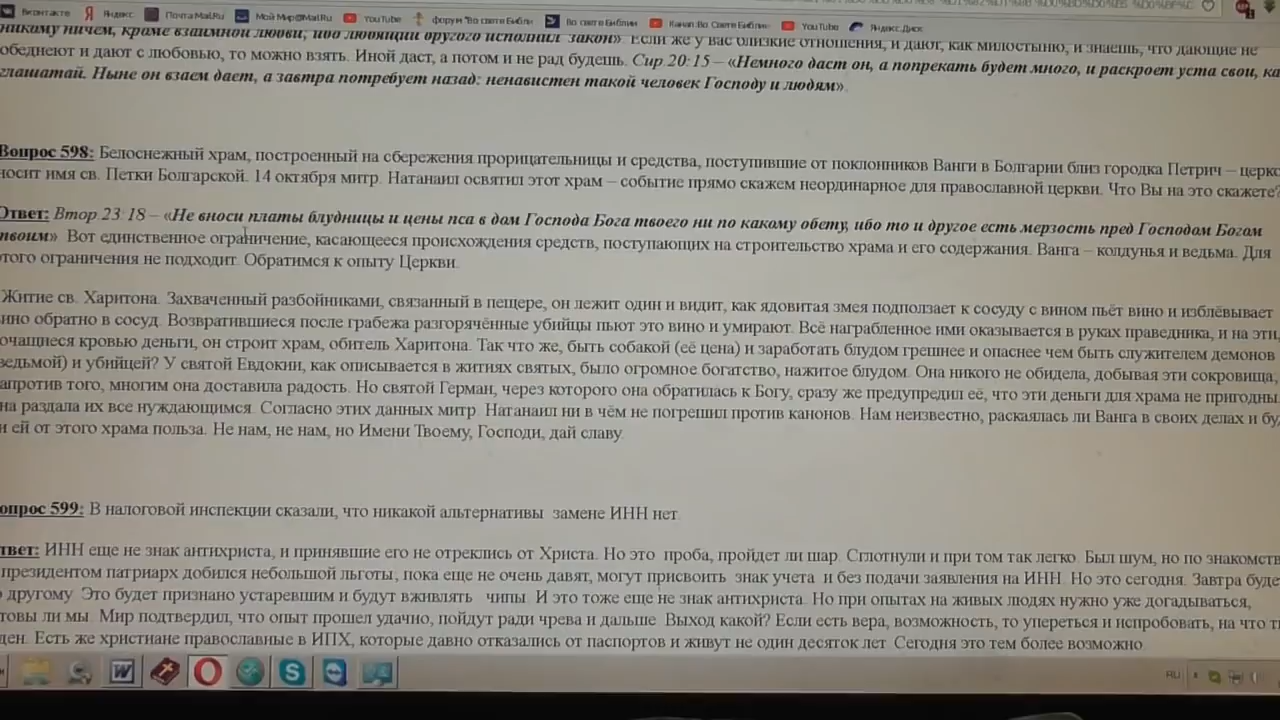 Вконтакте Яндекс Почта Mail.Ru Мой Мир@Mail.Ru YouTube форум "Во свете Библи Во свете Библии Канал:Во Свете Библи YouTube Яндекс.Диск
никому ничем, кроме взаимной любви; ибо любящий другого исполнил закон». Если же у вас близкие отношения, и дают, как милостыню, и знаешь, что дающие не
обеднеют и дают с любовью, то можно взять. Иной даст, а потом и не рад будешь. Сир.20:15 – «Немного даст он, а попрекать будет много, и раскроет уста свои, ка
глашатай. Ныне он взаем дает, а завтра потребует назад: ненавистен такой человек Господу и людям».
Вопрос 598: Белоснежный храм, построенный на сбережения прорицательницы и средства, поступившие от поклонников Ванги в Болгарии близ городка Петрич – церко
носит имя св. Петки Болгарской. 14 октября митр. Натанаил освятил этот храм – событие прямо скажем неординарное для православной церкви. Что Вы на это скажете?
Ответ: Втор.23:18 – «Не вноси платы блудницы и цены пса в дом Господа Бога твоего ни по какому обету, ибо то и другое есть мерзость пред Господом Богом
твоим». Вот единственное ограничение, касающееся происхождения средств, поступающих на строительство храма и его содержания. Ванга – колдунья и ведьма. Для
того ограничения не подходит. Обратимся к опыту Церкви.
Житие св. Харитона. Захваченный разбойниками, связанный в пещере, он лежит один и видит, как ядовитая змея подползает к сосуду с вином пьёт вино и изблёвывает
ино обратно в сосуд. Возвратившиеся после грабежа разгорячённые убийцы пьют это вино и умирают. Всё награбленное ими оказывается в руках праведника, и на эти,
очащиеся кровью деньги, он строит храм, обитель Харитона. Так что же, быть собакой (её цена) и заработать блудом грешнее и опаснее чем быть служителем демонов
ведьмой) и убийцей? У святой Евдокии, как описывается в житиях святых, было огромное богатство, нажитое блудом. Она никого не обидела, добывая эти сокровища,
апротив того, многим она доставила радость. Но святой Герман, через которого она обратилась к Богу, сразу же предупредил её, что эти деньги для храма не пригодны
на раздала их все нуждающимся. Согласно этих данных митр. Натанаил ни в чём не погрешил против канонов. Нам неизвестно, раскаялась ли Ванга в своих делах и бу
и ей от этого храма польза. Не нам, не нам, но Имени Твоему, Господи, дай славу.
опрос 599: В налоговой инспекции сказали, что никакой альтернативы замене ИНН нет.
твет: ИНН еще не знак антихриста, и принявшие его не отреклись от Христа. Но это проба, пройдет ли шар. Сглотнули и при том так легко. Был шум, но по знакомств
президентом патриарх добился небольшой льготы, пока еще не очень давят, могут присвоить знак учета и без подачи заявления на ИНН. Но это сегодня. Завтра буде
о другому. Это будет признано устаревшим и будут вживлять чипы. И это тоже еще не знак антихриста. Но при опытах на живых людях нужно уже догадываться,
товы ли мы. Мир подтвердил, что опыт прошел удачно, пойдут ради чрева и дальше. Выход какой? Если есть вера, возможность, то упереться и испробовать, на что т
ден. Есть же христиане православные в ИПХ, которые давно отказались от паспортов и живут не один десяток лет. Сегодня это тем более возможно.
RU